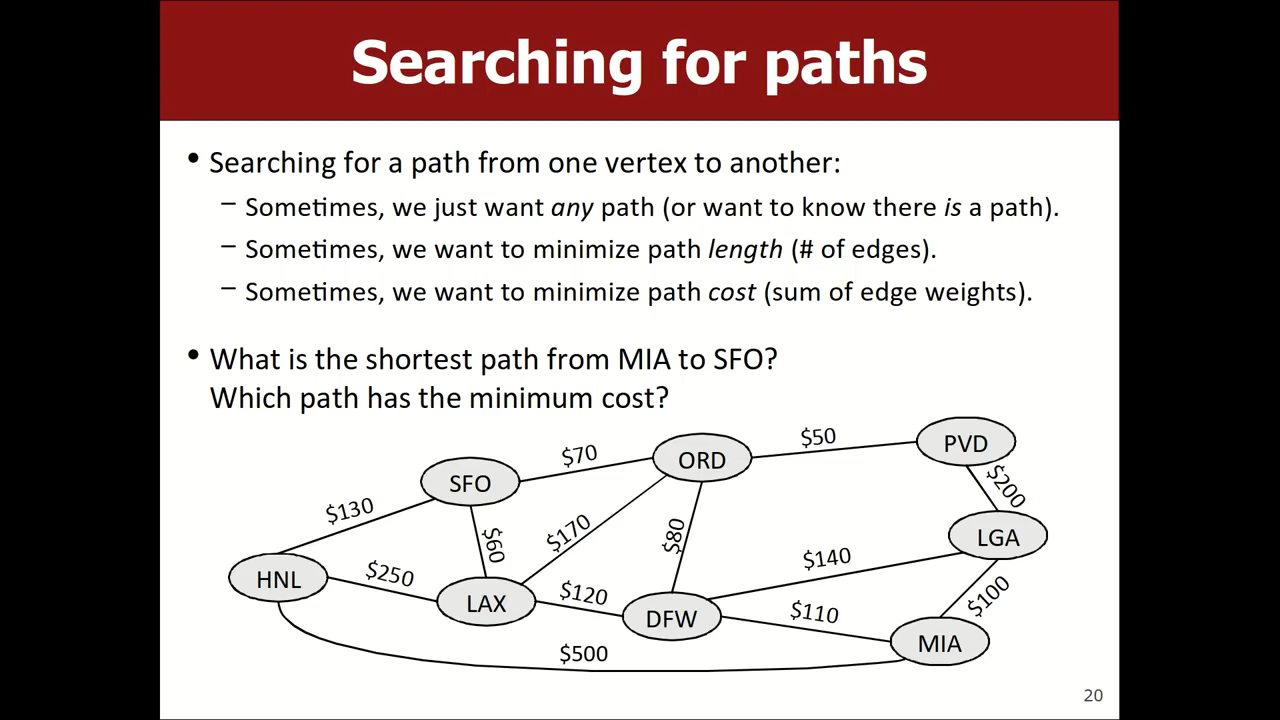 Searching for paths
• Searching for a path from one vertex to another:
– Sometimes, we just want any path (or want to know there is a path).
– Sometimes, we want to minimize path length (# of edges).
– Sometimes, we want to minimize path cost (sum of edge weights).
• What is the shortest path from MIA to SFO?
Which path has the minimum cost?
$50
PVD
$70
ORD
SFO
$200
$130
$60
$170
$80
LGA
$140
HNL
$250
LAX
$120
DFW
$110
$100
MIA
$500
20